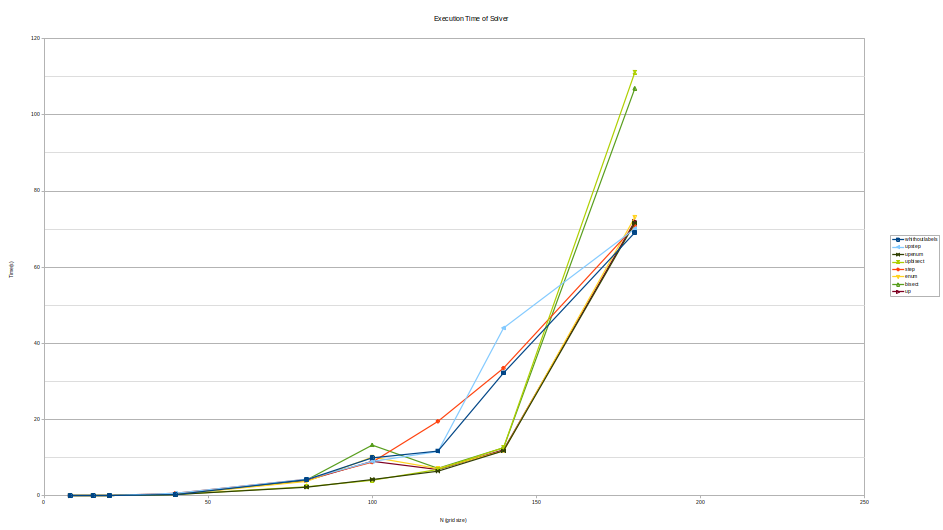 Execution Time of Solver
120
100
80
60
40
20
0
Time(s)
0
50
100
150
200
250
N (grid size)
upstep
upenum
upbisect
step
enum
bisect
up